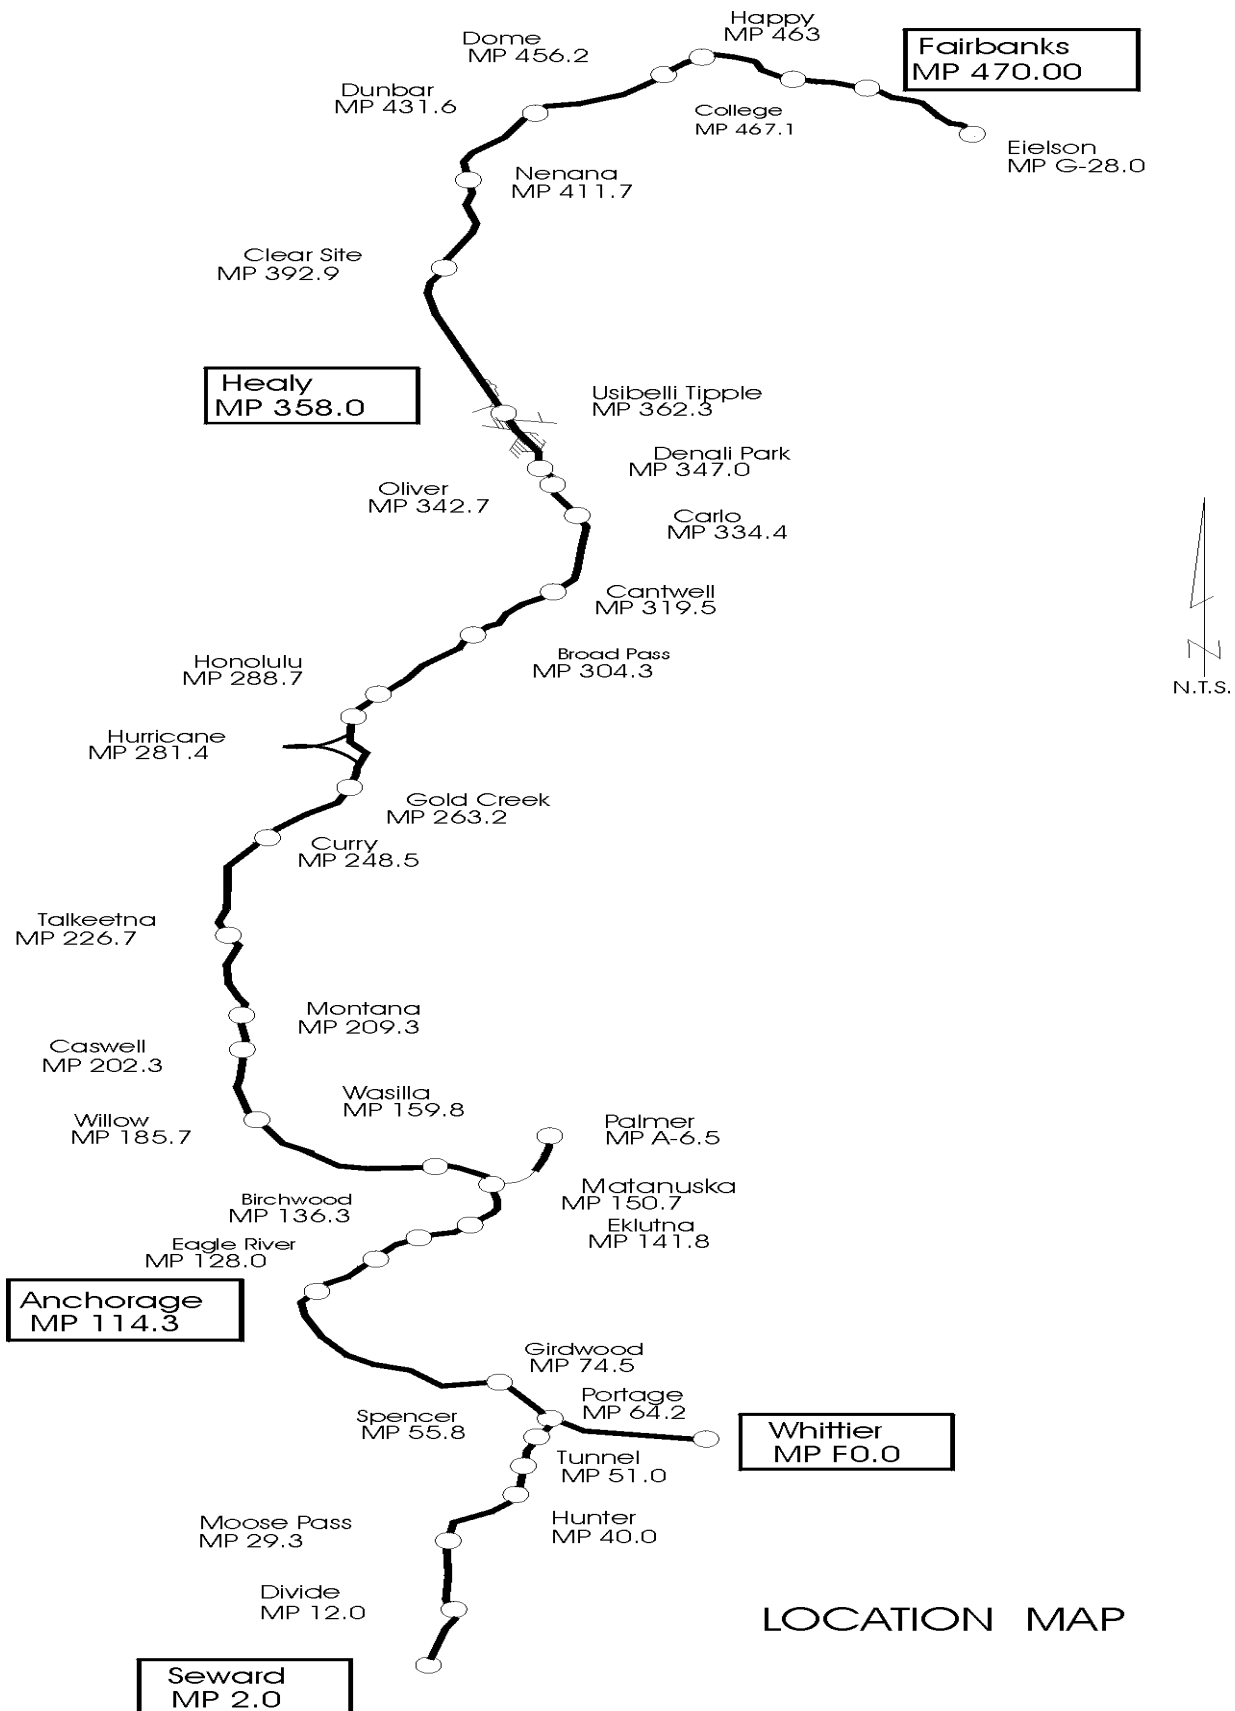 Happy
MP 463
Dome
MP 456.2
Fairbanks
MP 470.00
Dunbar
MP 431.6
College
MP 467.1
Eielson
MP G-28.0
Nenana
MP 411.7
Clear Site
MP 392.9
Healy
MP 358.0
Usibelli Tipple
MP 362.3
Denali Park
MP 347.0
Oliver
MP 342.7
Carlo
MP 334.4
Cantwell
MP 319.5
Broad Pass
MP 304.3
N
N.T.S.
Honolulu
MP 288.7
Hurricane
MP 281.4
Gold Creek
MP 263.2
Curry
MP 248.5
Talkeetna
MP 226.7
Montana
MP 209.3
Caswell
MP 202.3
Wasilla
MP 159.8
Willow
MP 185.7
Palmer
MP A-6.5
Matanuska
MP 150.7
Birchwood
MP 136.3
Eklutna
MP 141.8
Eagle River
MP 128.0
Anchorage
MP 114.3
Girdwood
MP 74.5
Portage
MP 64.2
Spencer
MP 55.8
Whittier
MP F0.0
Tunnel
MP 51.0
Hunter
MP 40.0
Moose Pass
MP 29.3
Divide
MP 12.0
LOCATION MAP
Seward
MP 2.0